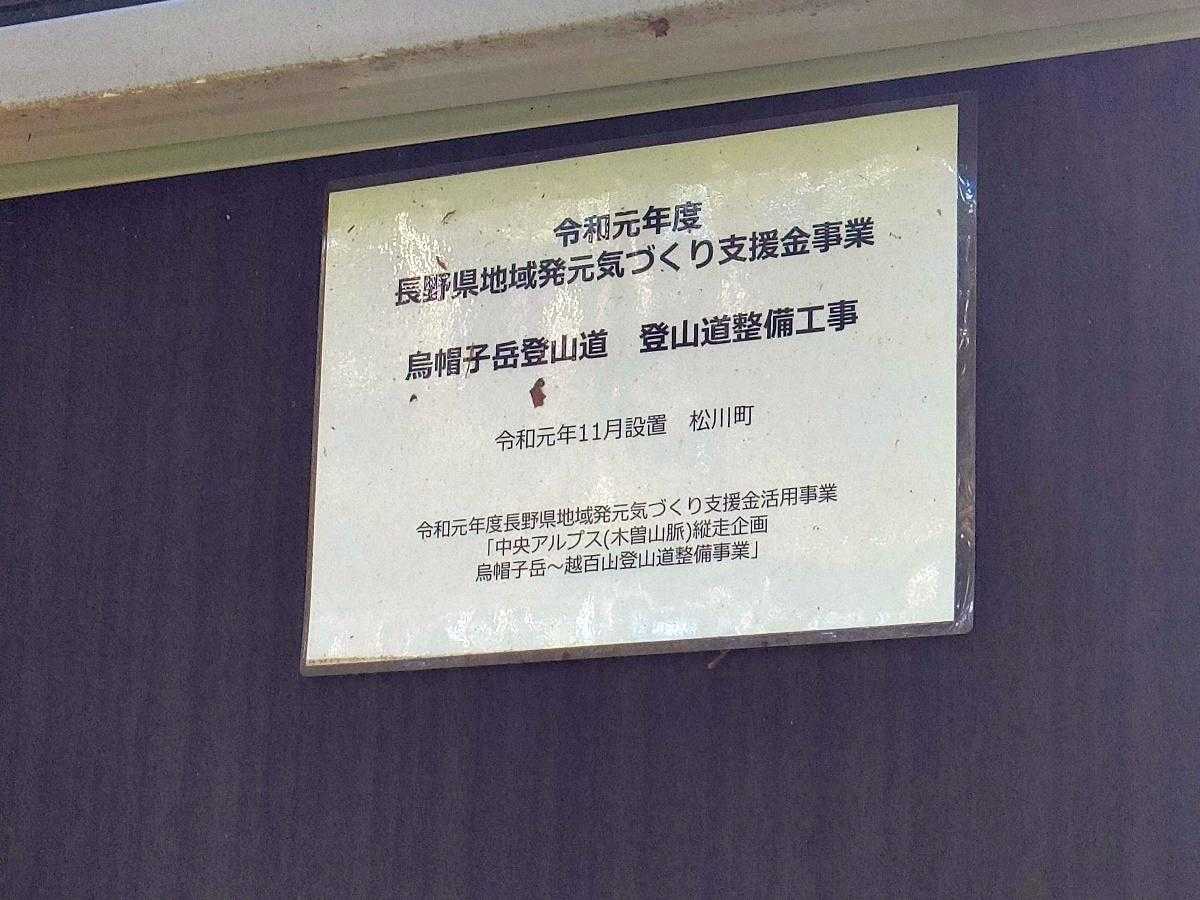 令和元年度
長野県地域発元気づくり支援金事業
烏帽子岳登山道　登山道整備工事
令和元年11月設置　松川町
令和元年度長野県地域発元気づくり支援金活用事業
「中央アルプス(木曽山脈)縦走企画
烏帽子岳～越百山登山道整備事業」